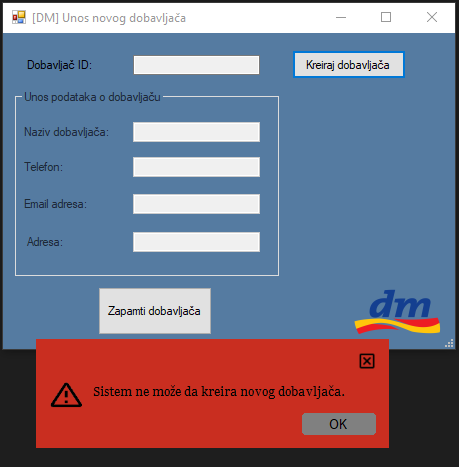 [DM] Unos novog dobavljača
Dobavljač ID:
Kreiraj dobavljača
Unos podataka o dobavljaču
Naziv dobavljača:
Telefon:
Email adresa:
Adresa:
Zapamti dobavljača
dm
Sistem ne može da kreira novog dobavljača.
OK